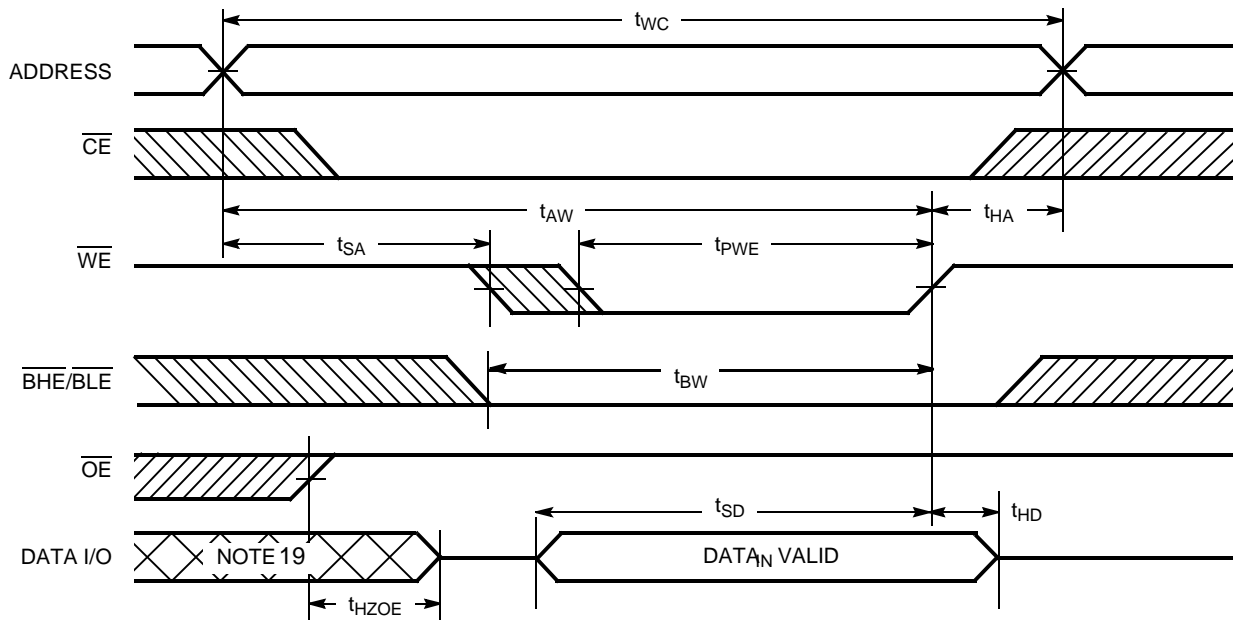 tWC
ADDRESS
CE
tAW
tHA
tSA
tPWE
WE
BHE/BLE
tBW
OE
tSD
tHD
DATA I/O
NOTE 19
DATAIN VALID
tHZOE